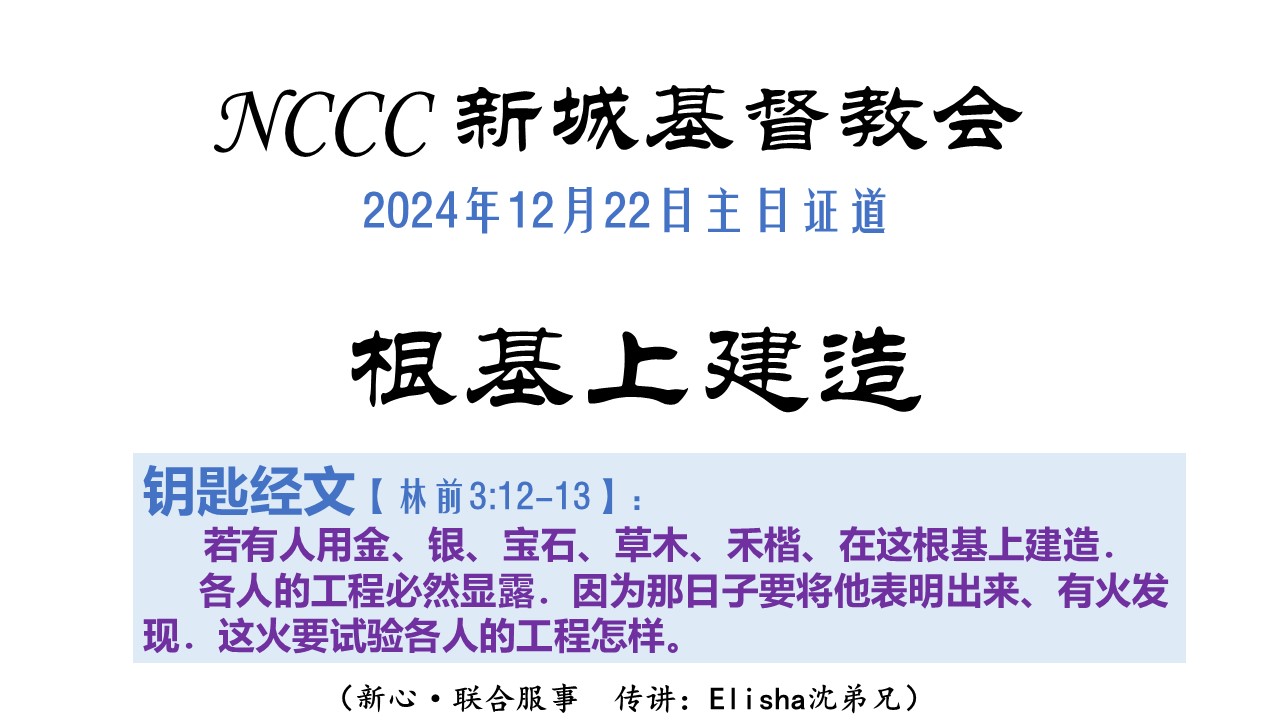 NCCC 新城基督教会
2024年12月22日主日证道
根基上建造
钥匙经文【林前3:12-13】:
若有人用金、银、宝石、草木、禾楷、在这根基上建造．
各人的工程必然显露．因为那日子要将他表明出来、有火发
现．这火要试验各人的工程怎样。
（新心·联合服事　传讲：Elisha沈弟兄）